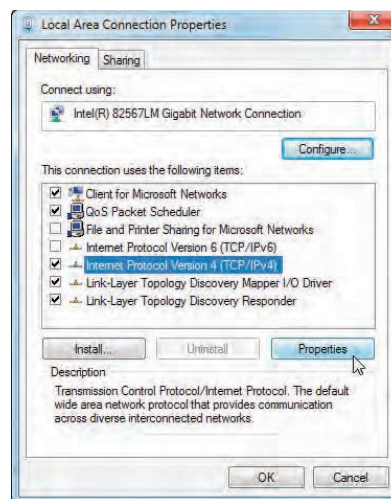 Local Area Connection Properties
Networking
Sharing
Connect using:
Intel(R) 82567LM Gigabit Network Connection
Configure...
This connection uses the following items:
Client for Microsoft Networks
QoS Packet Scheduler
File and Printer Sharing for Microsoft Networks
Internet Protocol Version 6 (TCP/IPv6)
Internet Protocol Version 4 (TCP/IPv4)
Link-Layer Topology Discovery Mapper I/O Driver
Link-Layer Topology Discovery Responder
Install...
Uninstall
Properties
Description
Transmission Control Protocol/Internet Protocol. The default
wide area network protocol that provides communication
across diverse interconnected networks.
OK
Cancel